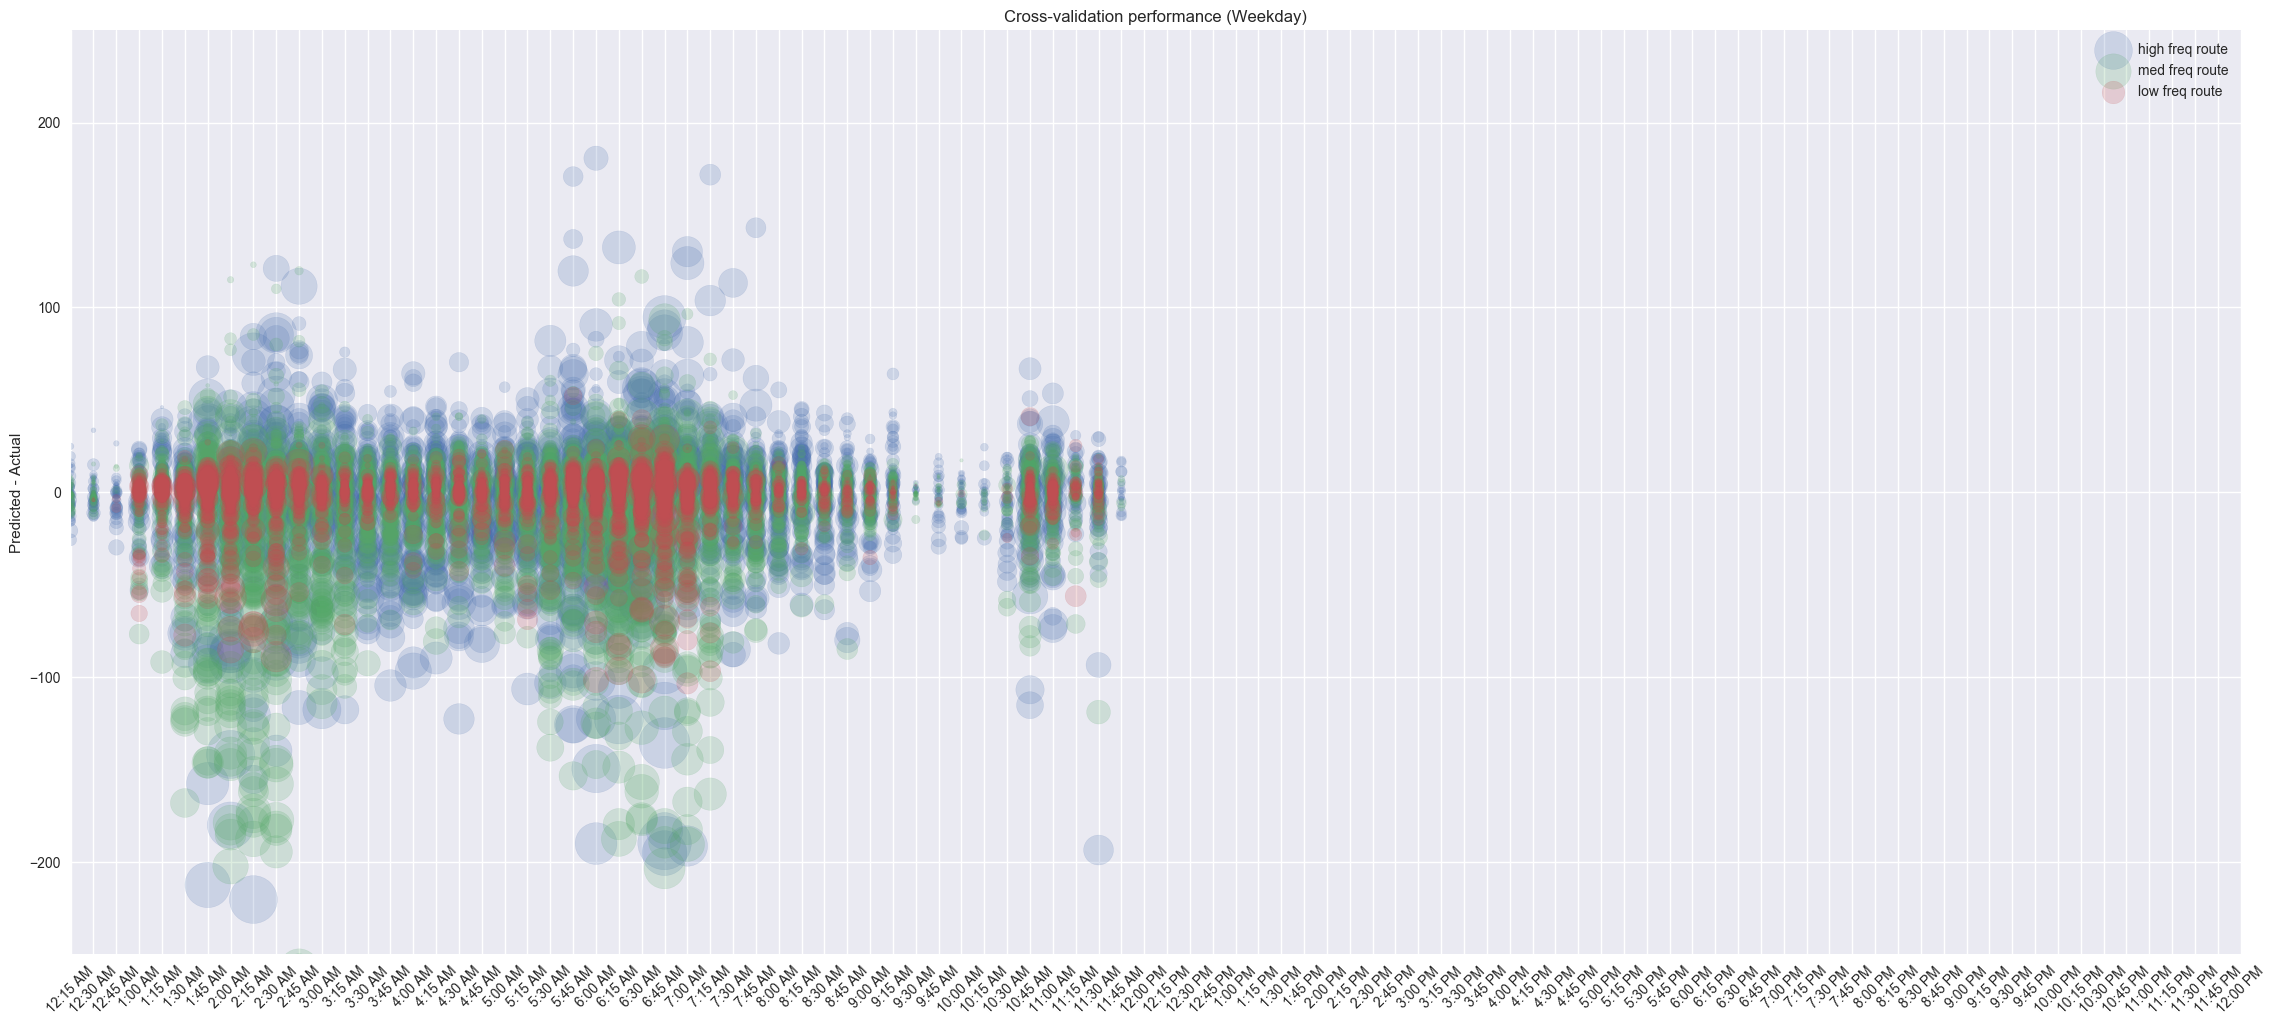 Cross-validation performance (Weekday)
high freq route
med freq route
low freq route
200
100
0
−100
−200
Predicted - Actual
12:15 AM
12:30 AM
12:45 AM
1:00 AM
1:15 AM
1:30 AM
1:45 AM
2:00 AM
2:15 AM
2:30 AM
2:45 AM
3:00 AM
3:15 AM
3:30 AM
3:45 AM
4:00 AM
4:15 AM
4:30 AM
4:45 AM
5:00 AM
5:15 AM
5:30 AM
5:45 AM
6:00 AM
6:15 AM
6:30 AM
6:45 AM
7:00 AM
7:15 AM
7:30 AM
7:45 AM
8:00 AM
8:15 AM
8:30 AM
8:45 AM
9:00 AM
9:15 AM
9:30 AM
9:45 AM
10:00 AM
10:15 AM
10:30 AM
10:45 AM
11:00 AM
11:15 AM
11:30 AM
11:45 AM
12:00 PM
12:15 PM
12:30 PM
12:45 PM
1:00 PM
1:15 PM
1:30 PM
1:45 PM
2:00 PM
2:15 PM
2:30 PM
2:45 PM
3:00 PM
3:15 PM
3:30 PM
3:45 PM
4:00 PM
4:15 PM
4:30 PM
4:45 PM
5:00 PM
5:15 PM
5:30 PM
5:45 PM
6:00 PM
6:15 PM
6:30 PM
6:45 PM
7:00 PM
7:15 PM
7:30 PM
7:45 PM
8:00 PM
8:15 PM
8:30 PM
8:45 PM
9:00 PM
9:15 PM
9:30 PM
9:45 PM
10:00 PM
10:15 PM
10:30 PM
10:45 PM
11:00 PM
11:15 PM
11:30 PM
11:45 PM
12:00 PM